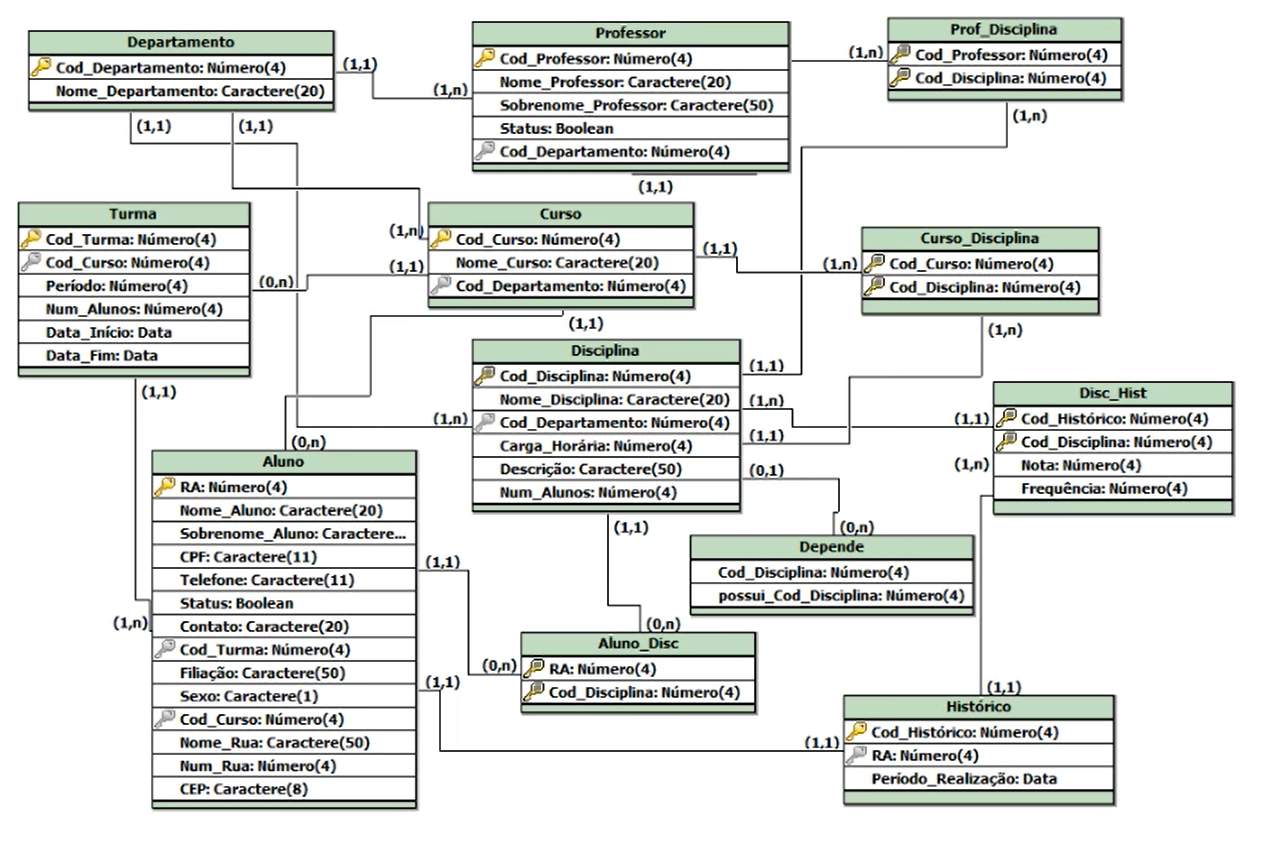 Departamento
Cod_Departamento: Número(4)
Nome_Departamento: Caractere(20)
(1,1)
(1,n)
(1,1)
(1,1)
Professor
Cod_Professor: Número(4)
Nome_Professor: Caractere(20)
Sobrenome_Professor: Caractere(50)
Status: Boolean
Cod_Departamento: Número(4)
(1,1)
(1,n)
Prof_Disciplina
Cod_Professor: Número(4)
Cod_Disciplina: Número(4)
(1,n)
Turma
Cod_Turma: Número(4)
Cod_Curso: Número(4)
Período: Número(4)
Num_Alunos: Número(4)
Data_Início: Data
Data_Fim: Data
(0,n)
(1,1)
(1,n)
(1,1)
Curso
Cod_Curso: Número(4)
Nome_Curso: Caractere(20)
Cod_Departamento: Número(4)
(1,1)
(1,1)
(1,n)
Curso_Disciplina
Cod_Curso: Número(4)
Cod_Disciplina: Número(4)
(1,n)
Disciplina
Cod_Disciplina: Número(4)
Nome_Disciplina: Caractere(20)
Cod_Departamento: Número(4)
Carga_Horária: Número(4)
Descrição: Caractere(50)
Num_Alunos: Número(4)
(1,n)
(1,1)
(1,n)
(1,1)
(0,1)
(1,1)
(1,1)
(1,n)
Disc_Hist
Cod_Histórico: Número(4)
Cod_Disciplina: Número(4)
Nota: Número(4)
Frequência: Número(4)
(0,n)
Aluno
RA: Número(4)
Nome_Aluno: Caractere(20)
Sobrenome_Aluno: Caractere...
CPF: Caractere(11)
Telefone: Caractere(11)
Status: Boolean
Contato: Caractere(20)
Cod_Turma: Número(4)
Filiação: Caractere(50)
Sexo: Caractere(1)
Cod_Curso: Número(4)
Nome_Rua: Caractere(50)
Num_Rua: Número(4)
CEP: Caractere(8)
(1,n)
(1,1)
(1,1)
(0,n)
Depende
Cod_Disciplina: Número(4)
possui_Cod_Disciplina: Número(4)
(0,n)
(0,n)
Aluno_Disc
RA: Número(4)
Cod_Disciplina: Número(4)
(1,1)
(1,1)
Histórico
Cod_Histórico: Número(4)
RA: Número(4)
Período_Realização: Data